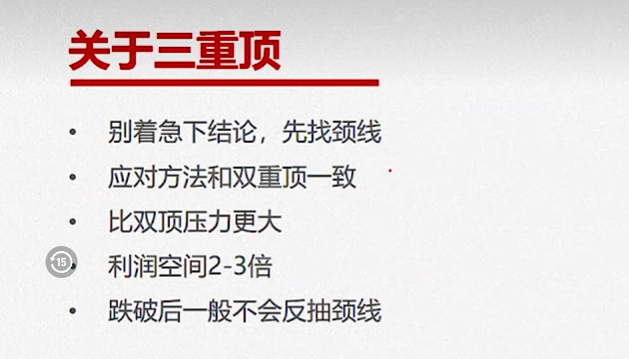 关于三重顶
• 别着急下结论，先找颈线
• 应对方法和双重顶一致
• 比双顶压力更大
15
• 利润空间2-3倍
• 跌破后一般不会反抽颈线